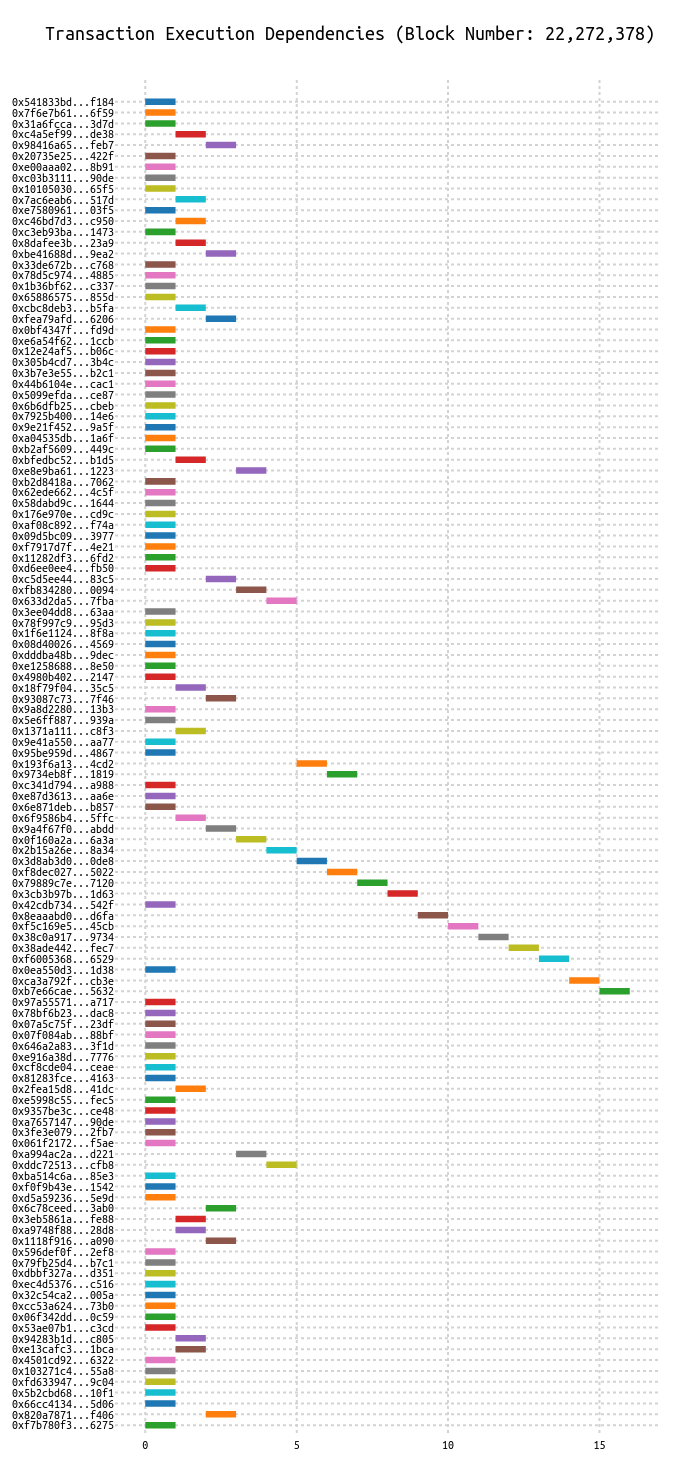 Transaction Execution Dependencies (Block Number: 22,272,378)
0x541833bd...f184
0x7f6e7b61...6f59
0x31a6fcca...3d7d
0xc4a5ef99...de38
0x98416a65...feb7
0x20735e25...422f
0xe00aaa02...8b91
0xc03b3111...90de
0x10105030...65f5
0x7ac6eab6...517d
0xe7580961...03f5
0xc46bd7d3...c950
0xc3eb93ba...1473
0x8dafee3b...23a9
0xbe41688d...9ea2
0x33de672b...c768
0x78d5c974...4885
0x1b36bf62...c337
0x65886575...855d
0xcbc8deb3...b5fa
0xfea79afd...6206
0x0bf4347f...fd9d
0xe6a54f62...1ccb
0x12e24af5...b06c
0x305b4cd7...3b4c
0x3b7e3e55...b2c1
0x44b6104e...cac1
0x5099efda...ce87
0x6b6dfb25...cbeb
0x7925b400...14e6
0x9e21f452...9a5f
0xa04535db...1a6f
0xb2af5609...449c
0xbfedbc52...b1d5
0xe8e9ba61...1223
0xb2d8418a...7062
0x62ede662...4c5f
0x58dabd9c...1644
0x176e970e...cd9c
0xaf08c892...f74a
0x09d5bc09...3977
0xf7917d7f...4e21
0x11282df3...6fd2
0xd6ee0ee4...fb50
0xc5d5ee44...83c5
0xfb834280...0094
0x633d2da5...7fba
0x3ee04dd8...63aa
0x78f997c9...95d3
0x1f6e1124...8f8a
0x08d40026...4569
0xdddba48b...9dec
0xe1258688...8e50
0x4980b402...2147
0x18f79f04...35c5
0x93087c73...7f46
0x9a8d2280...13b3
0x5e6ff887...939a
0x1371a111...c8f3
0x9e41a550...aa77
0x95be959d...4867
0x193f6a13...4cd2
0x9734eb8f...1819
0xc341d794...a988
0xe87d3613...aa6e
0x6e871deb...b857
0x6f9586b4...5ffc
0x9a4f67f0...abdd
0x0f160a2a...6a3a
0x2b15a26e...8a34
0x3d8ab3d0...0de8
0xf8dec027...5022
0x79889c7e...7120
0x3cb3b97b...1d63
0x42cdb734...542f
0x8eaaabd0...d6fa
0xf5c169e5...45cb
0x38c0a917...9734
0x38ade442...fec7
0xf6005368...6529
0x0ea550d3...1d38
0xca3a792f...cb3e
0xb7e66cae...5632
0x97a55571...a717
0x78bf6b23...dac8
0x07a5c75f...23df
0x07f084ab...88bf
0x646a2a83...3f1d
0xe916a38d...7776
0xcf8cde04...ceae
0x81283fce...4163
0x2fea15d8...41dc
0xe5998c55...fec5
0x9357be3c...ce48
0xa7657147...90de
0x3fe3e079...2fb7
0x061f2172...f5ae
0xa994ac2a...d221
0xddc72513...cfb8
0xba514c6a...85e3
0xf0f9b43e...1542
0xd5a59236...5e9d
0x6c78ceed...3ab0
0x3eb5861a...fe88
0xa9748f88...28d8
0x1118f916...a090
0x596def0f...2ef8
0x79fb25d4...b7c1
0xdbbf327a...d351
0xec4d5376...c516
0x32c54ca2...005a
0xcc53a624...73b0
0x06f342dd...0c59
0x53ae07b1...c3cd
0x94283b1d...c805
0xe13cafc3...1bca
0x4501cd92...6322
0x103271c4...55a8
0xfd633947...9c04
0x5b2cbd68...10f1
0x66cc4134...5d06
0x820a7871...f406
0xf7b780f3...6275
0 5 10 15